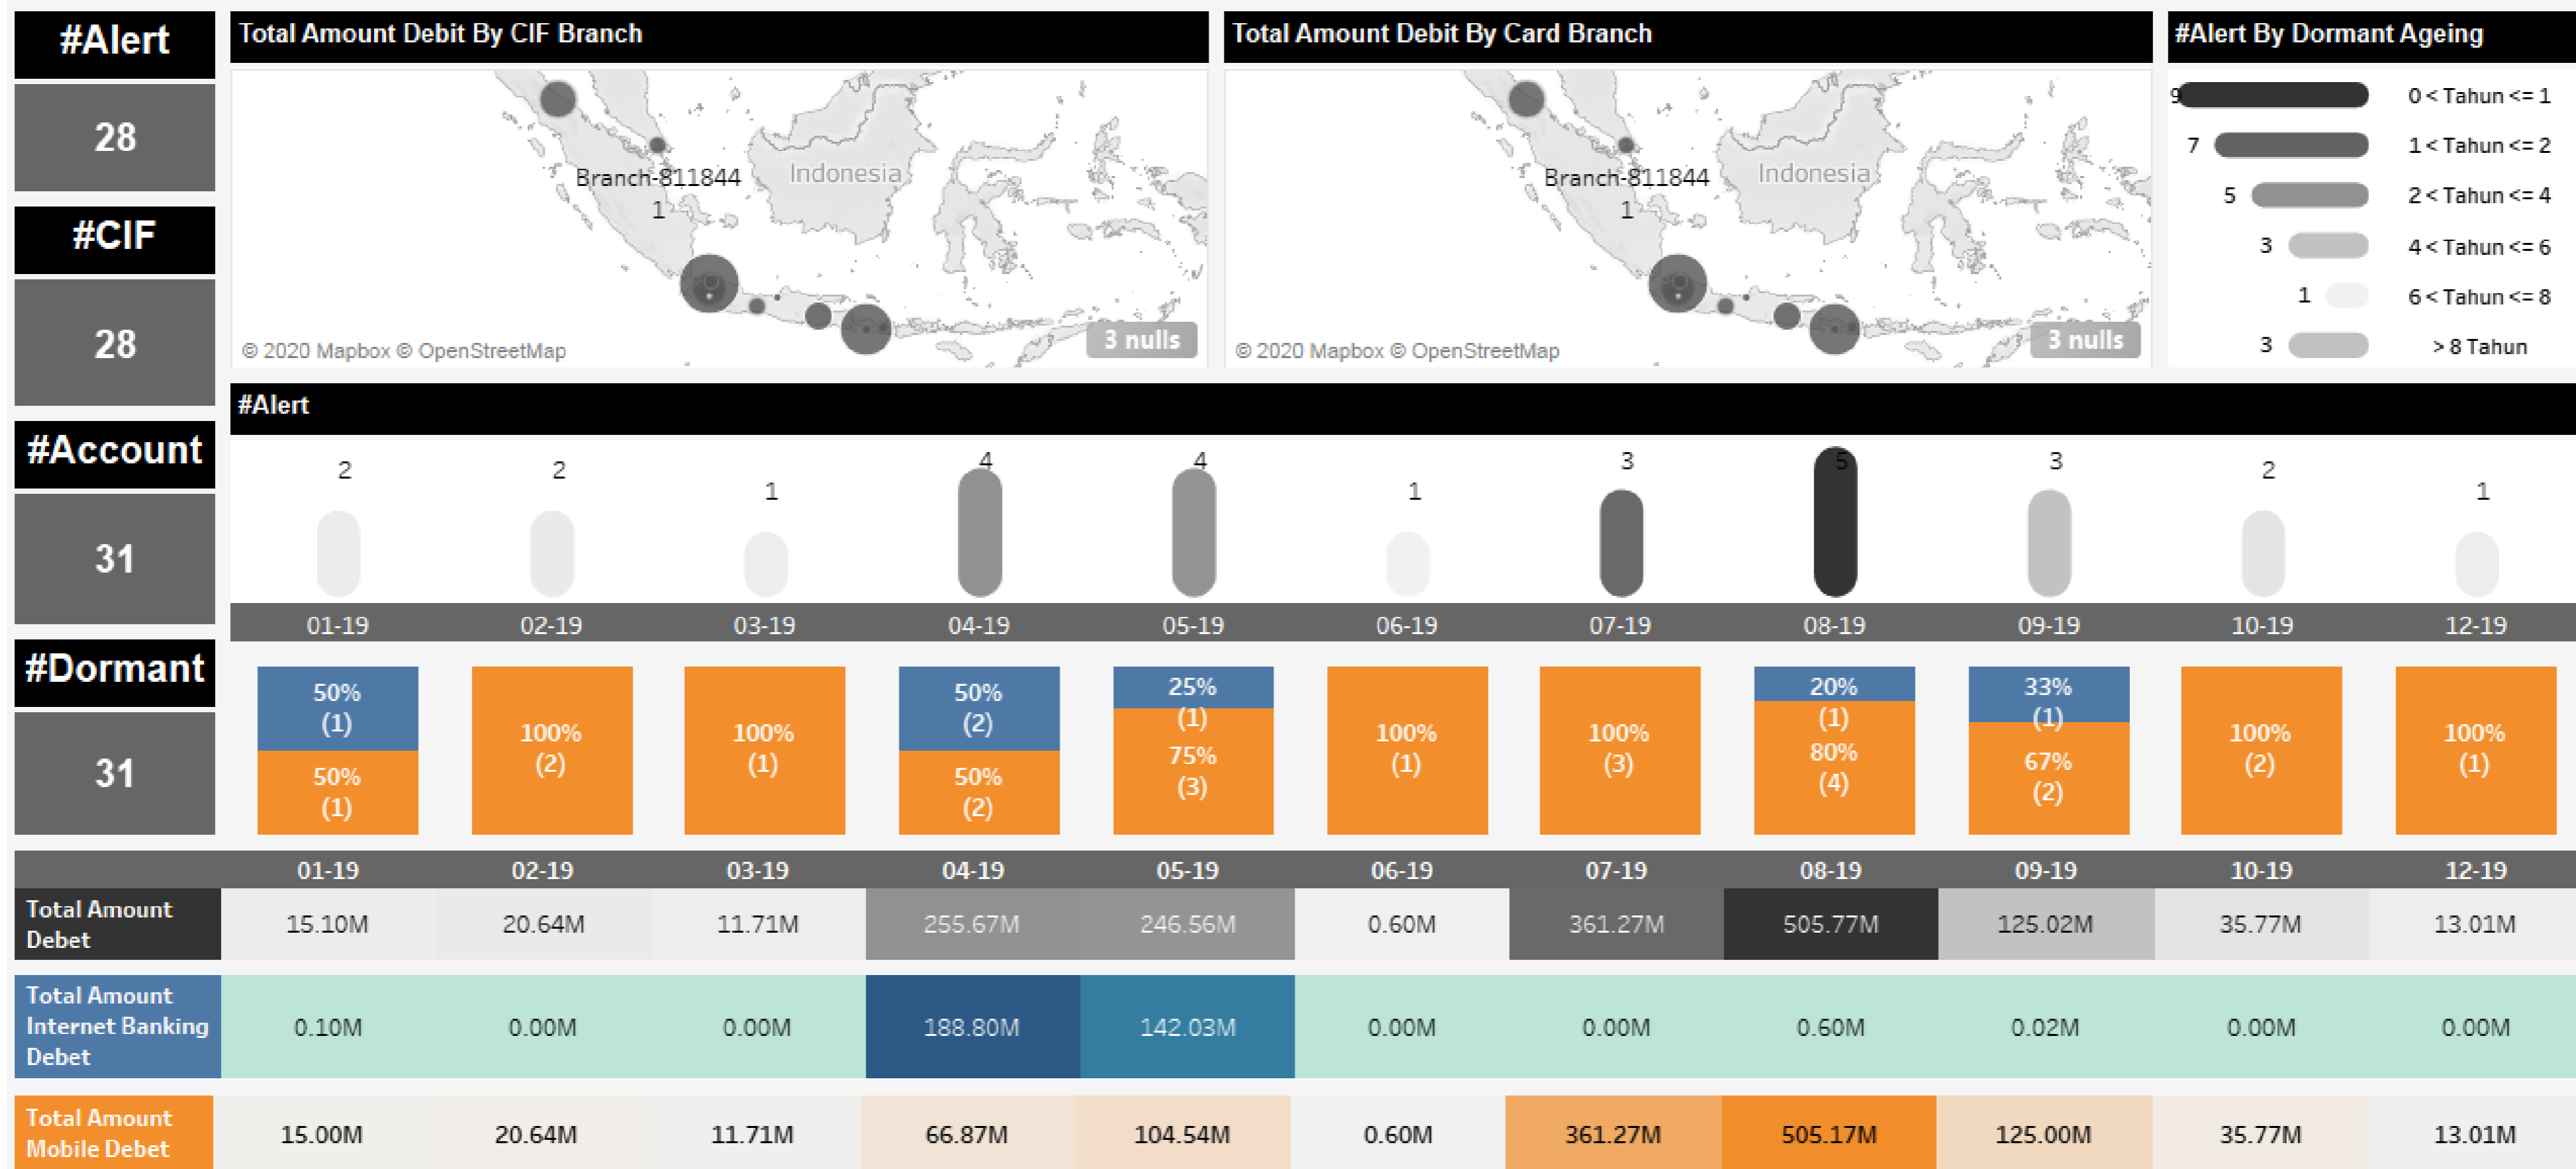 #Alert
28
#CIF
28
#Account
31
#Dormant
31
Total Amount Debit By CIF Branch
Indonesia
Branch-811844
1
© 2020 Mapbox © OpenStreetMap
3 nulls
Total Amount Debit By Card Branch
Indonesia
Branch-811844
1
© 2020 Mapbox © OpenStreetMap
3 nulls
#Alert By Dormant Ageing
9 0 < Tahun <= 1
7 1 < Tahun <= 2
5 2 < Tahun <= 4
3 4 < Tahun <= 6
1 6 < Tahun <= 8
3 > 8 Tahun
#Alert
2 2 1 4 4 1 3 5 3 2 1
01-19 02-19 03-19 04-19 05-19 06-19 07-19 08-19 09-19 10-19 12-19
50%
(1)
50%
(1)
100%
(2)
100%
(1)
50%
(2)
50%
(2)
25%
(1)
75%
(3)
100%
(1)
100%
(3)
20%
(1)
80%
(4)
33%
(1)
67%
(2)
100%
(2)
100%
(1)
01-19 02-19 03-19 04-19 05-19 06-19 07-19 08-19 09-19 10-19 12-19
Total Amount
Debet
15.10M 20.64M 11.71M 255.67M 246.56M 0.60M 361.27M 505.77M 125.02M 35.77M 13.01M
Total Amount
Internet Banking
Debet
0.10M 0.00M 0.00M 188.80M 142.03M 0.00M 0.00M 0.60M 0.02M 0.00M 0.00M
Total Amount
Mobile Debet
15.00M 20.64M 11.71M 66.87M 104.54M 0.60M 361.27M 505.17M 125.00M 35.77M 13.01M